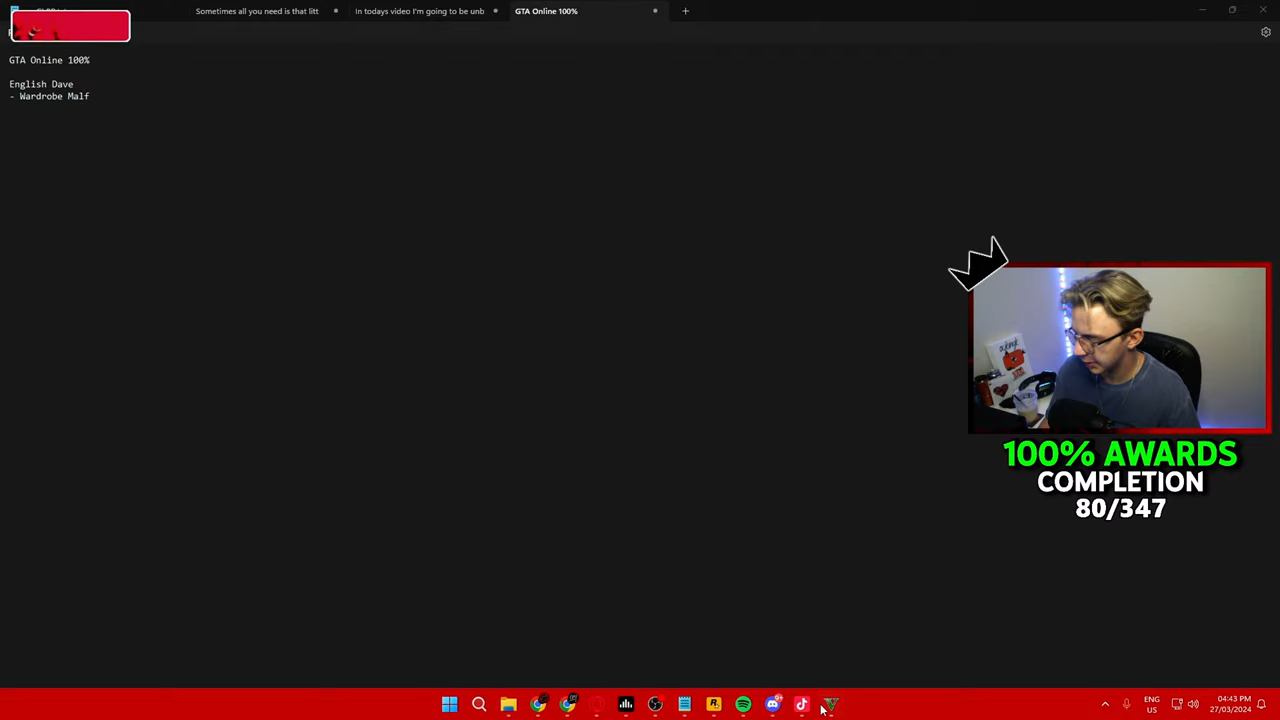 Sometimes all you need is that litt
In todays video I'm going to be unb
GTA Online 100%
GTA Online 100%
English Dave
- Wardrobe Malf
100% AWARDS
COMPLETION
80/347
ENG
US
04:43 PM
27/03/2024